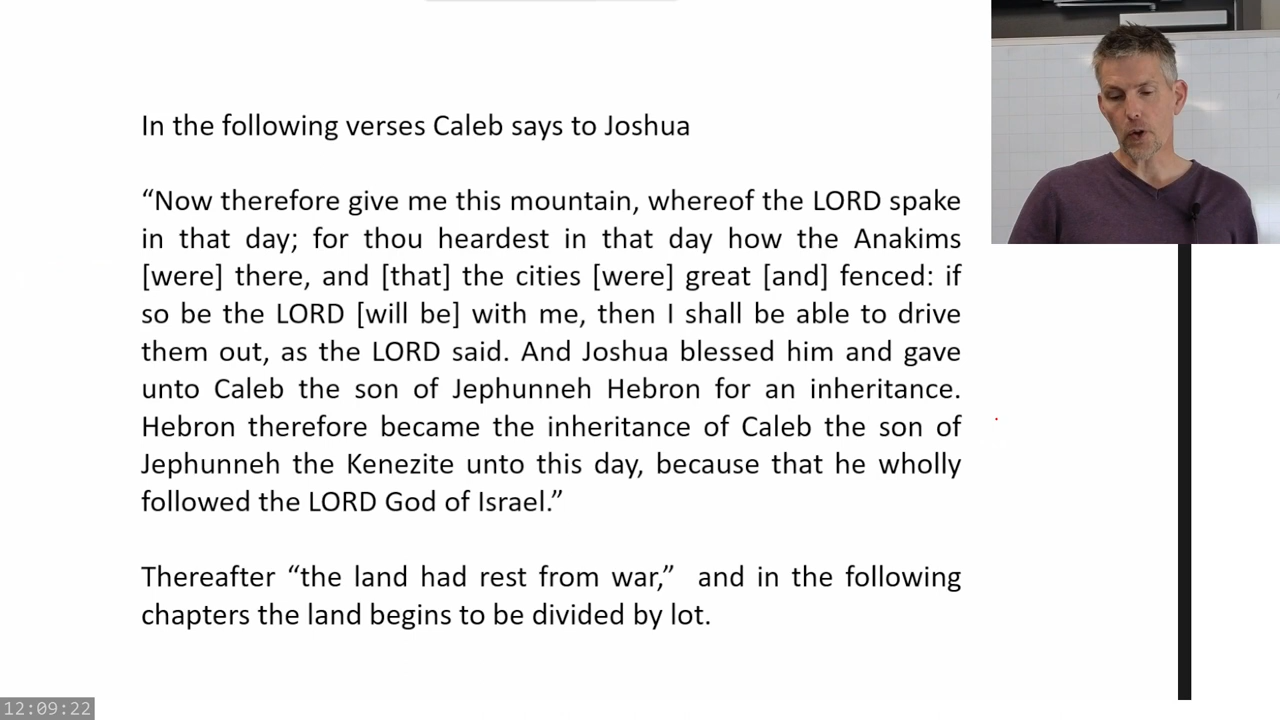 In the following verses Caleb says to Joshua
“Now therefore give me this mountain, whereof the LORD spake
in that day; for thou heardest in that day how the Anakims
[were] there, and [that] the cities [were] great [and] fenced: if
so be the LORD [will be] with me, then I shall be able to drive
them out, as the LORD said. And Joshua blessed him and gave
unto Caleb the son of Jephunneh Hebron for an inheritance.
Hebron therefore became the inheritance of Caleb the son of
Jephunneh the Kenezite unto this day, because that he wholly
followed the LORD God of Israel.”
Thereafter “the land had rest from war,” and in the following
chapters the land begins to be divided by lot.
12:09:22